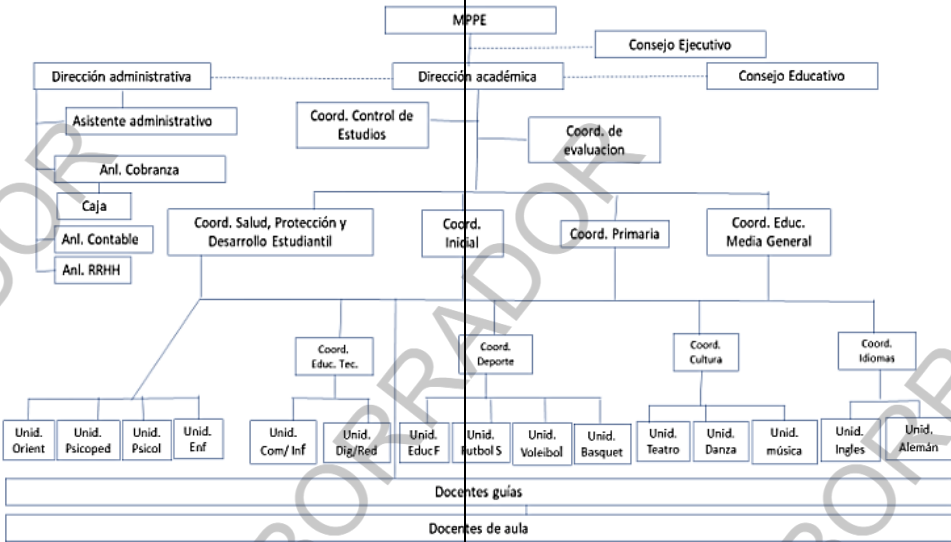 MPPE
Consejo Ejecutivo
Dirección administrativa
Dirección académica
Consejo Educativo
Asistente administrativo
Coord. Control de
Estudios
Coord. de
evaluacion
Anl. Cobranza
Caja
Anl. Contable
Anl. RRHH
Coord. Salud, Protección y
Desarrollo Estudiantil
Coord.
Inicial
Coord. Primaria
Coord. Educ.
Media General
Coord.
Educ. Tec.
Coord.
Deporte
Coord.
Cultura
Coord.
Idiomas
Unid.
Orient
Unid.
Psicoped
Unid.
Psicol
Unid.
Enf
Unid.
Com/ Inf
Unid.
Dig/Red
Unid.
Educ F
Unid.
Futbol S
Unid.
Voleibol
Unid.
Basquet
Unid.
Teatro
Unid.
Danza
Unid.
música
Unid.
Ingles
Unid.
Alemán
Docentes guías
Docentes de aula
BORRADOR